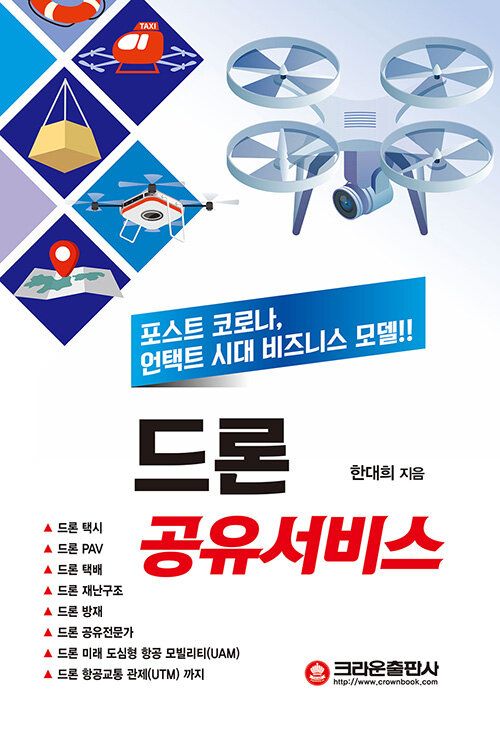 TAXI
포스트 코로나,
언택트 시대 비즈니스 모델!!
드론
한대희 지음
공유서비스
▲ 드론 택시
▲ 드론 PAV
▲ 드론 택배
▲ 드론 재난구조
▲ 드론 방재
▲ 드론 공유전문가
▲ 드론 미래 도심형 항공 모빌리티(UAM)
▲ 드론 항공교통 관제(UTM) 까지
크라운출판사
http://www.crownbook.com